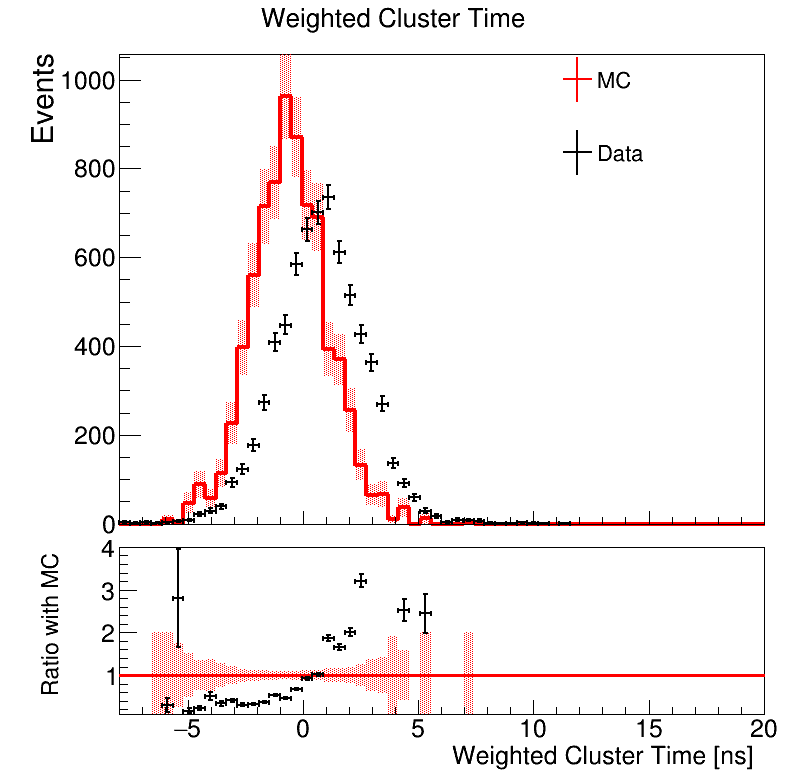 Weighted Cluster Time
Events
1000
800
600
400
200
0
MC
Data
Ratio with MC
4
3
2
1
−5 0 5 10 15 20
Weighted Cluster Time [ns]